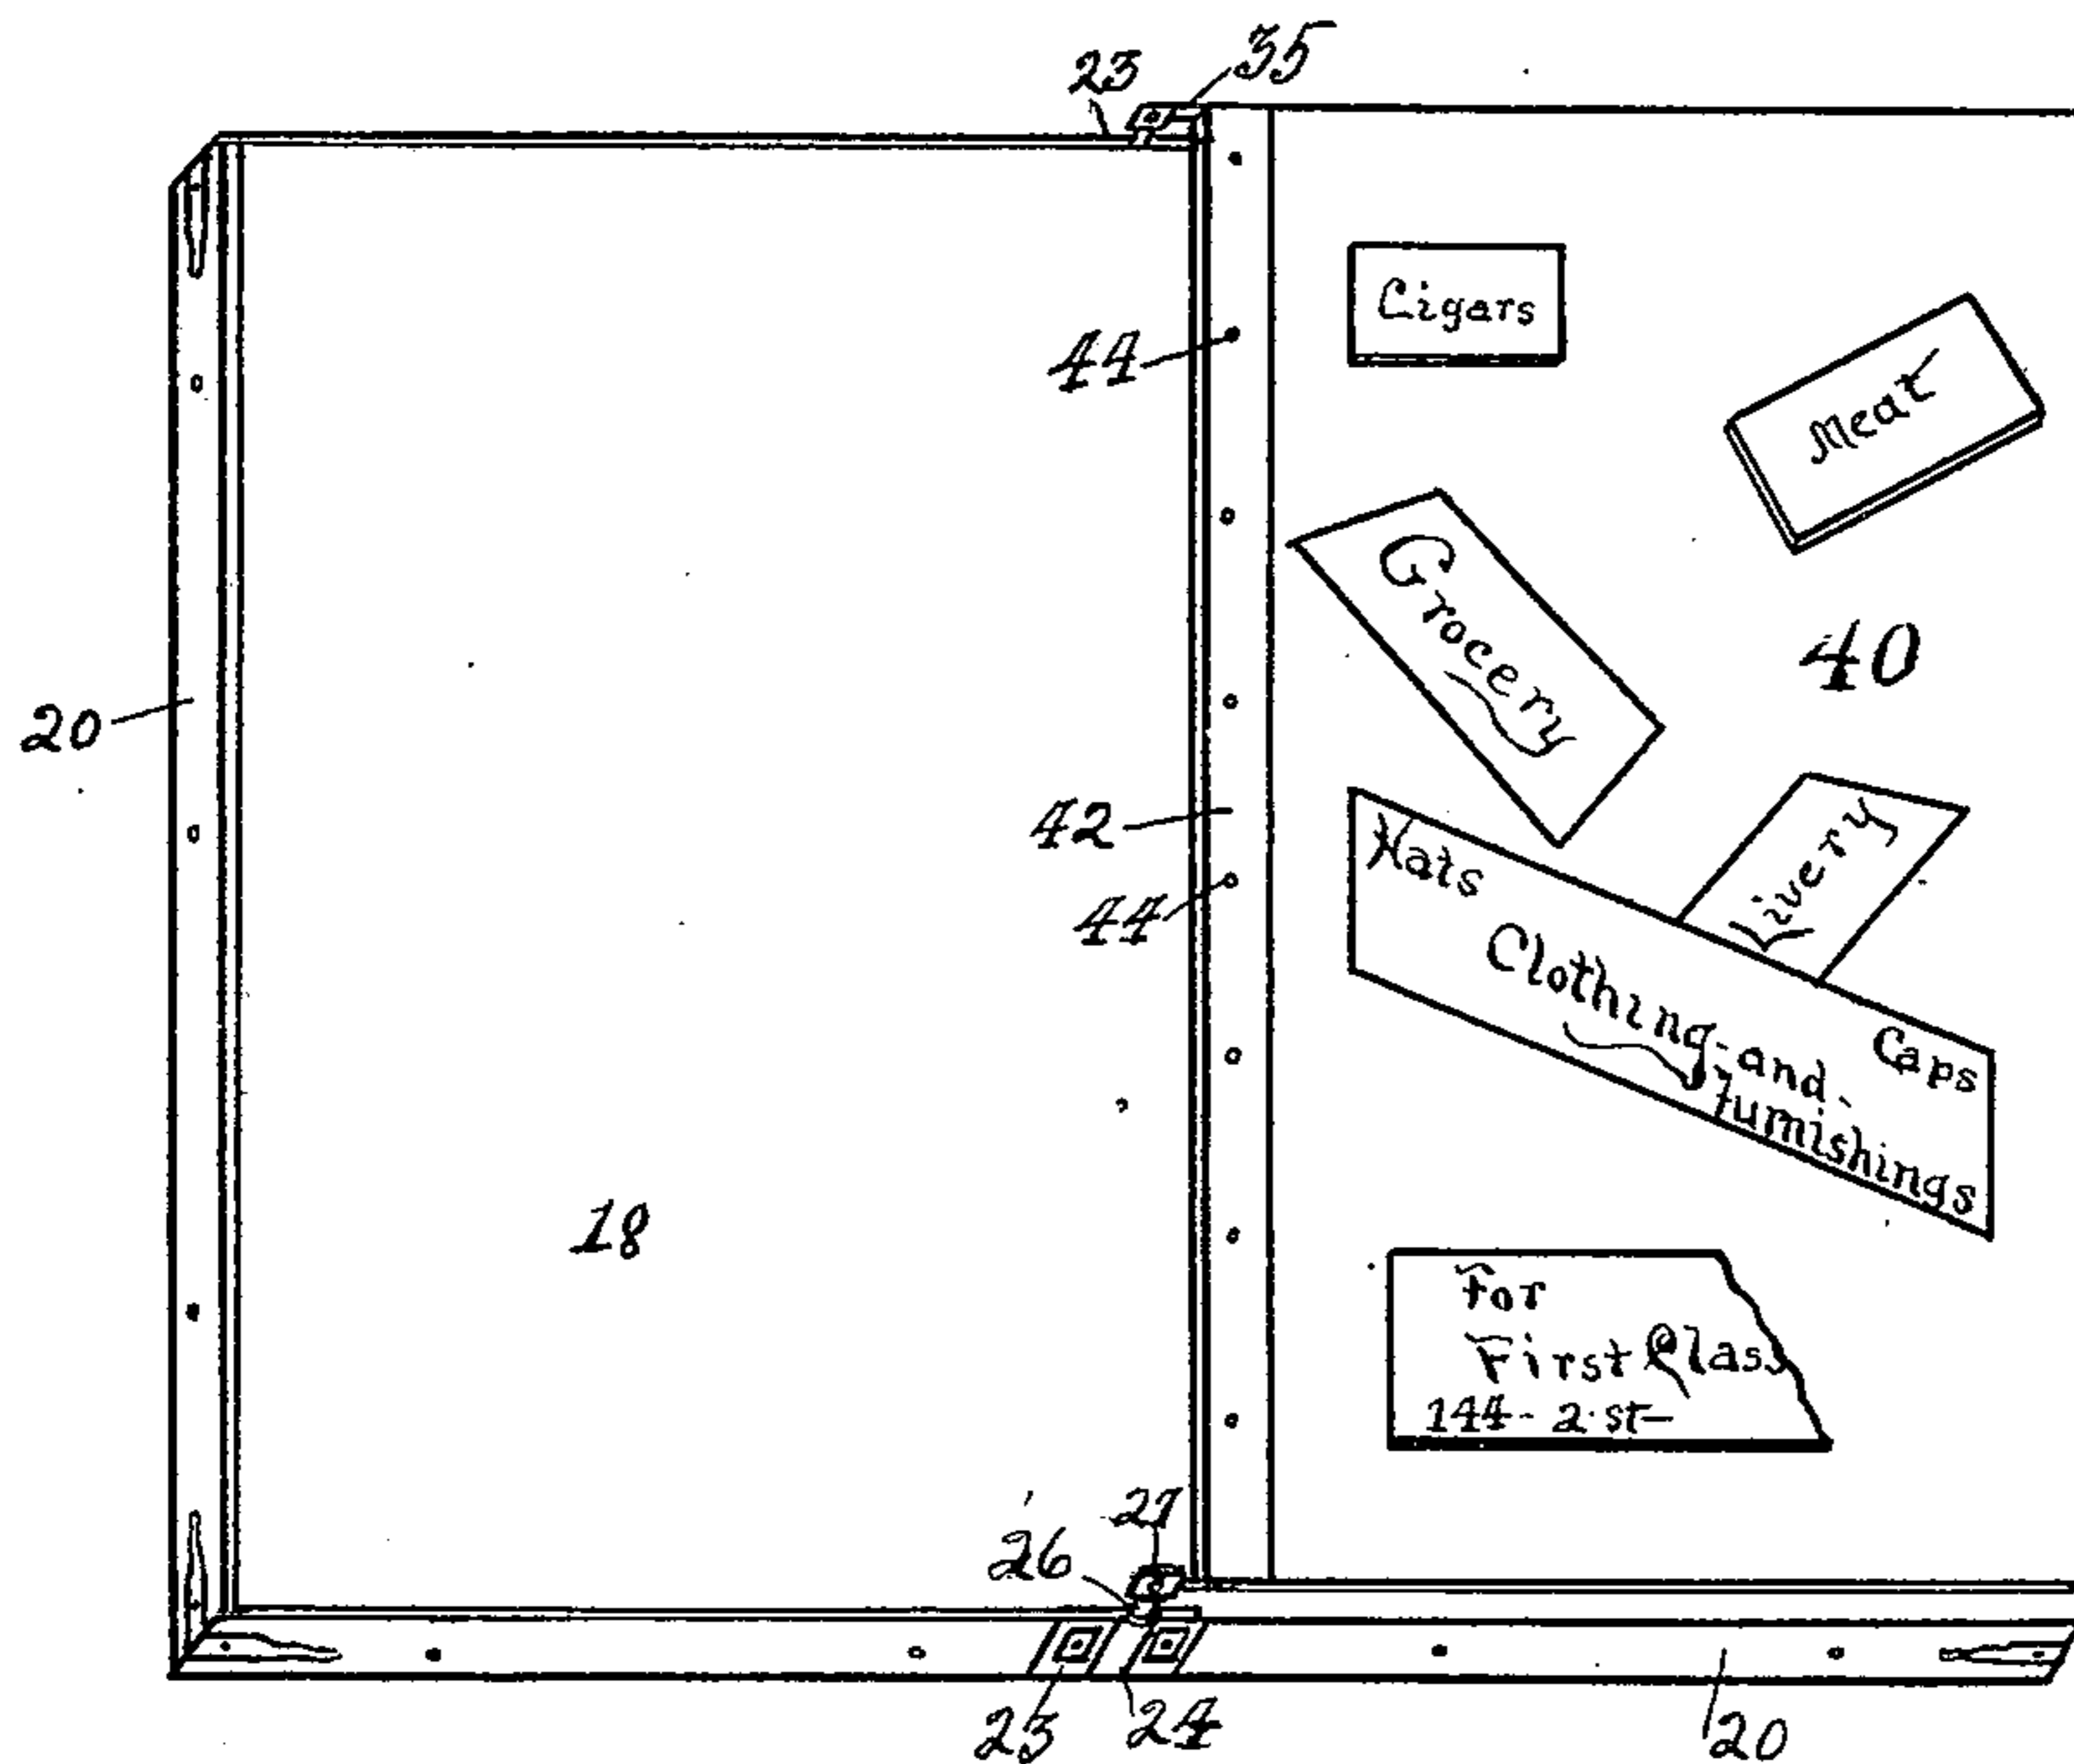 35
23
Cigars
44
Meat
Grocery
40
20
42
Livery
Hats
44
Clothing-and-
Caps
Furnishings
18
For
First Class
144- 2 st-
27
26
25
24
20